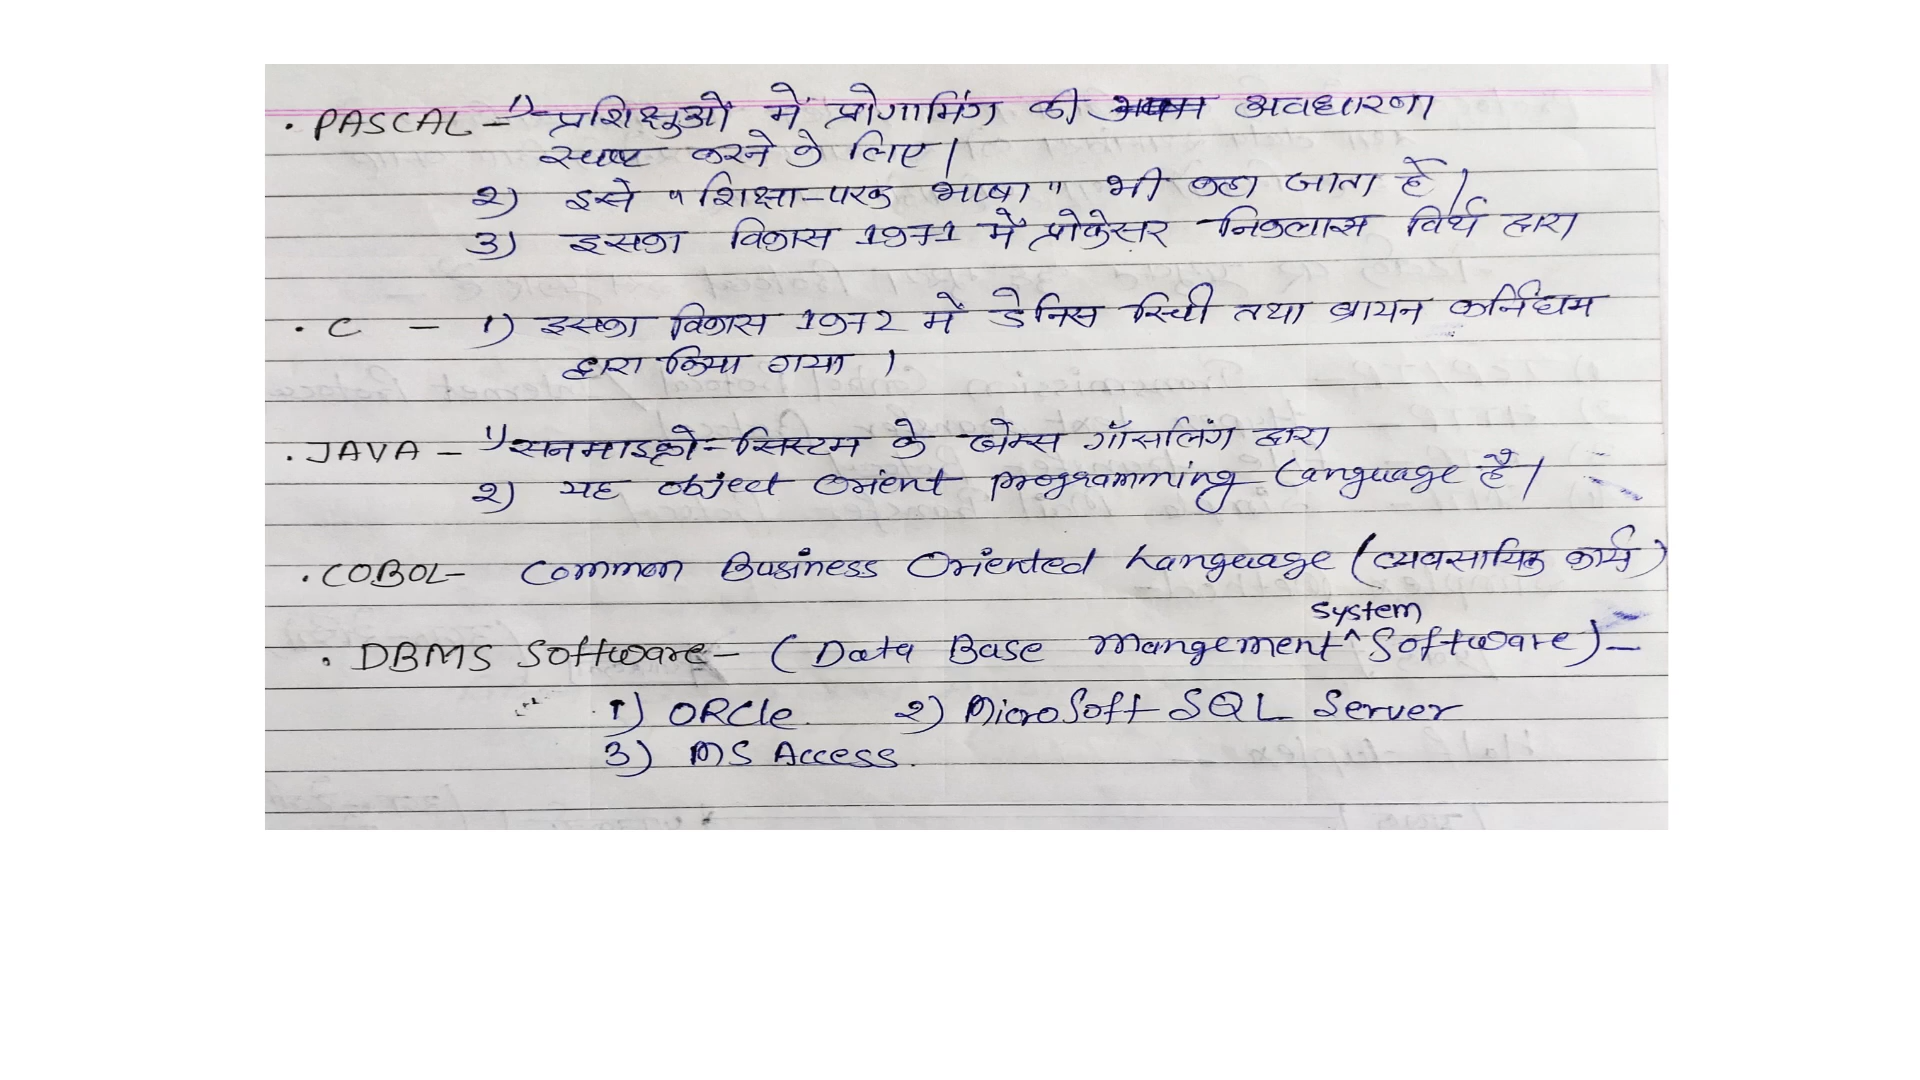 . PASCAL - 1) प्रशिक्षुओं में प्रोगामिंग की अवधारणा
स्पष्ट करने के लिए।
2) इसे "शिक्षा-परक भाषा" भी कहा जाता है।
3) इसका विकास 1971 में प्रोफेसर निकलास विर्थ द्वारा
. C - 1) इसका विकास 1972 में डेनिस रिची तथा ब्रायन कर्निघम
द्वारा किया गया ।
. JAVA - 1) सनमाइक्रो-सिस्टम के जेम्स गॉसलिंग द्वारा
2) यह object orient programming Language है।
. COBOL- Common Business Oriented Language (व्यवसायिक कार्य)
system
. DBMS Software - (Data Base Mangement ^ Software) -
1) ORCle 2) MicroSoft SQL Server
3) MS Access.